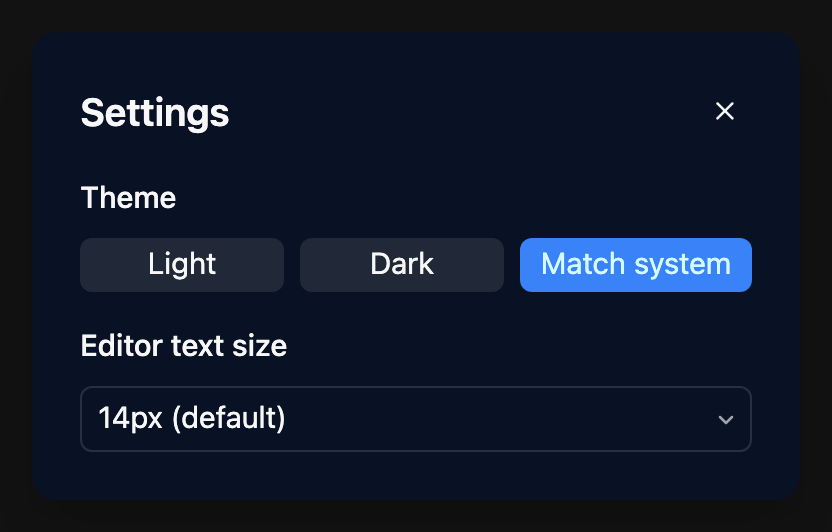 Settings
Theme
Light
Dark
Match system
Editor text size
14px (default)